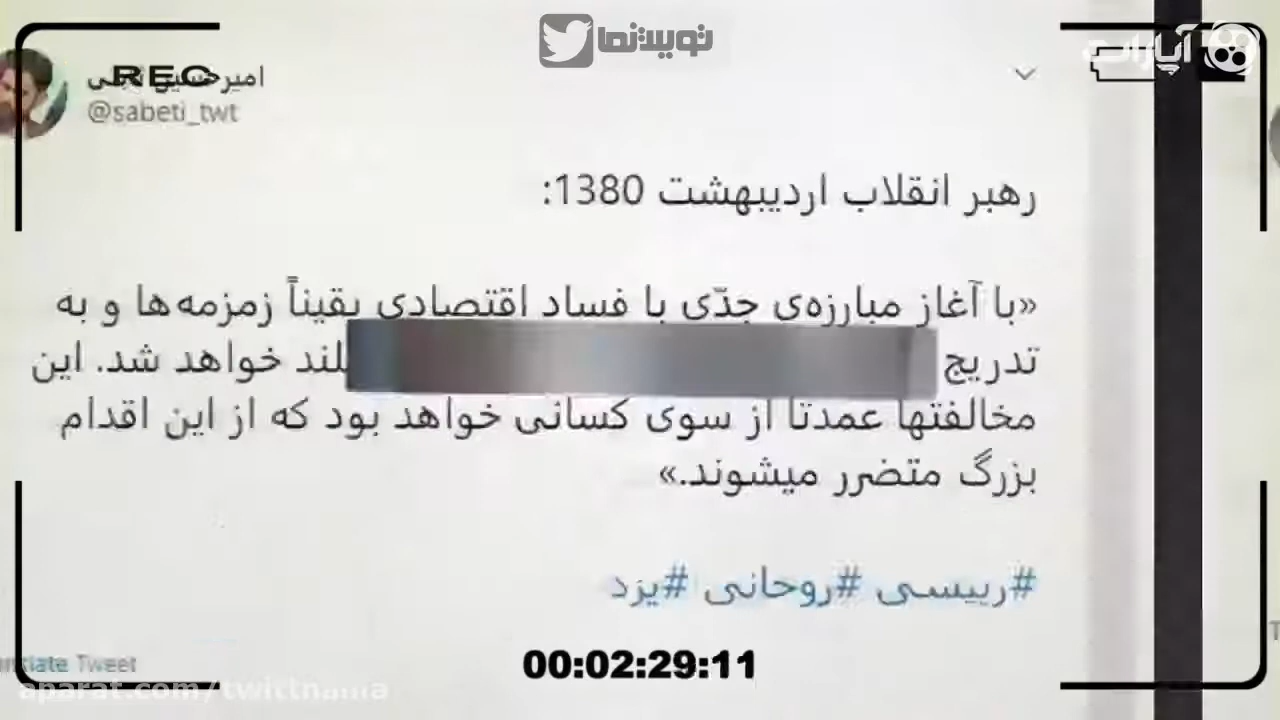 توییتنما
آپارات
REC
امیرحسین
@sabeti_twt
رهبر انقلاب اردیبهشت 1380:
«با آغاز مبارزه‌ی جدّی با فساد اقتصادی یقیناً زمزمه‌ها و به
تدریج بلند خواهد شد. این
مخالفتها عمدتا از سوی کسانی خواهد بود که از این اقدام
بزرگ متضرر میشوند.»
#رییسی #روحانی #یزد
Tweet
00:02:29:11
aparat.com/twittnama